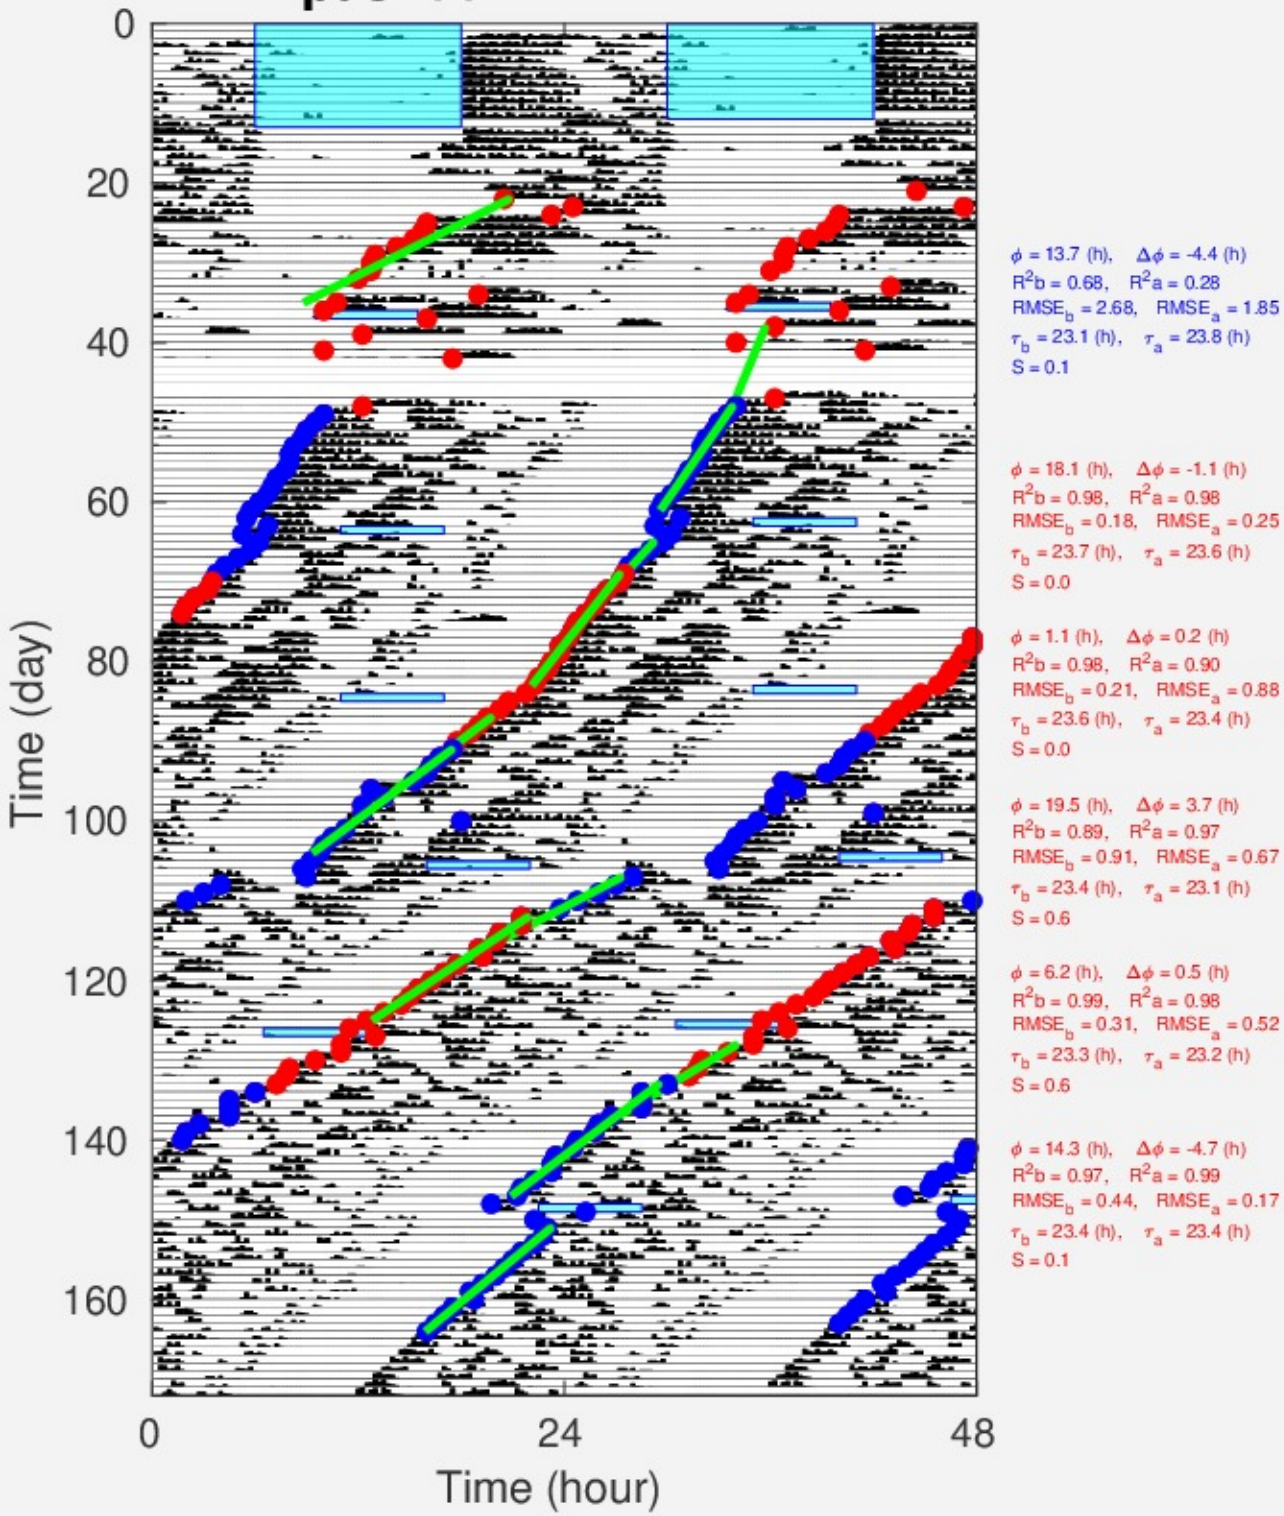 0
20
40
60
80
100
120
140
160
Time (day)
0 24 48
Time (hour)
ϕ = 13.7 (h), Δϕ = -4.4 (h)
R²b = 0.68, R²a = 0.28
RMSE_b = 2.68, RMSE_a = 1.85
τ_b = 23.1 (h), τ_a = 23.8 (h)
S = 0.1
ϕ = 18.1 (h), Δϕ = -1.1 (h)
R²b = 0.98, R²a = 0.98
RMSE_b = 0.18, RMSE_a = 0.25
τ_b = 23.7 (h), τ_a = 23.6 (h)
S = 0.0
ϕ = 1.1 (h), Δϕ = 0.2 (h)
R²b = 0.98, R²a = 0.90
RMSE_b = 0.21, RMSE_a = 0.88
τ_b = 23.6 (h), τ_a = 23.4 (h)
S = 0.0
ϕ = 19.5 (h), Δϕ = 3.7 (h)
R²b = 0.89, R²a = 0.97
RMSE_b = 0.91, RMSE_a = 0.67
τ_b = 23.4 (h), τ_a = 23.1 (h)
S = 0.6
ϕ = 6.2 (h), Δϕ = 0.5 (h)
R²b = 0.99, R²a = 0.98
RMSE_b = 0.31, RMSE_a = 0.52
τ_b = 23.3 (h), τ_a = 23.2 (h)
S = 0.6
ϕ = 14.3 (h), Δϕ = -4.7 (h)
R²b = 0.97, R²a = 0.99
RMSE_b = 0.44, RMSE_a = 0.17
τ_b = 23.4 (h), τ_a = 23.4 (h)
S = 0.1